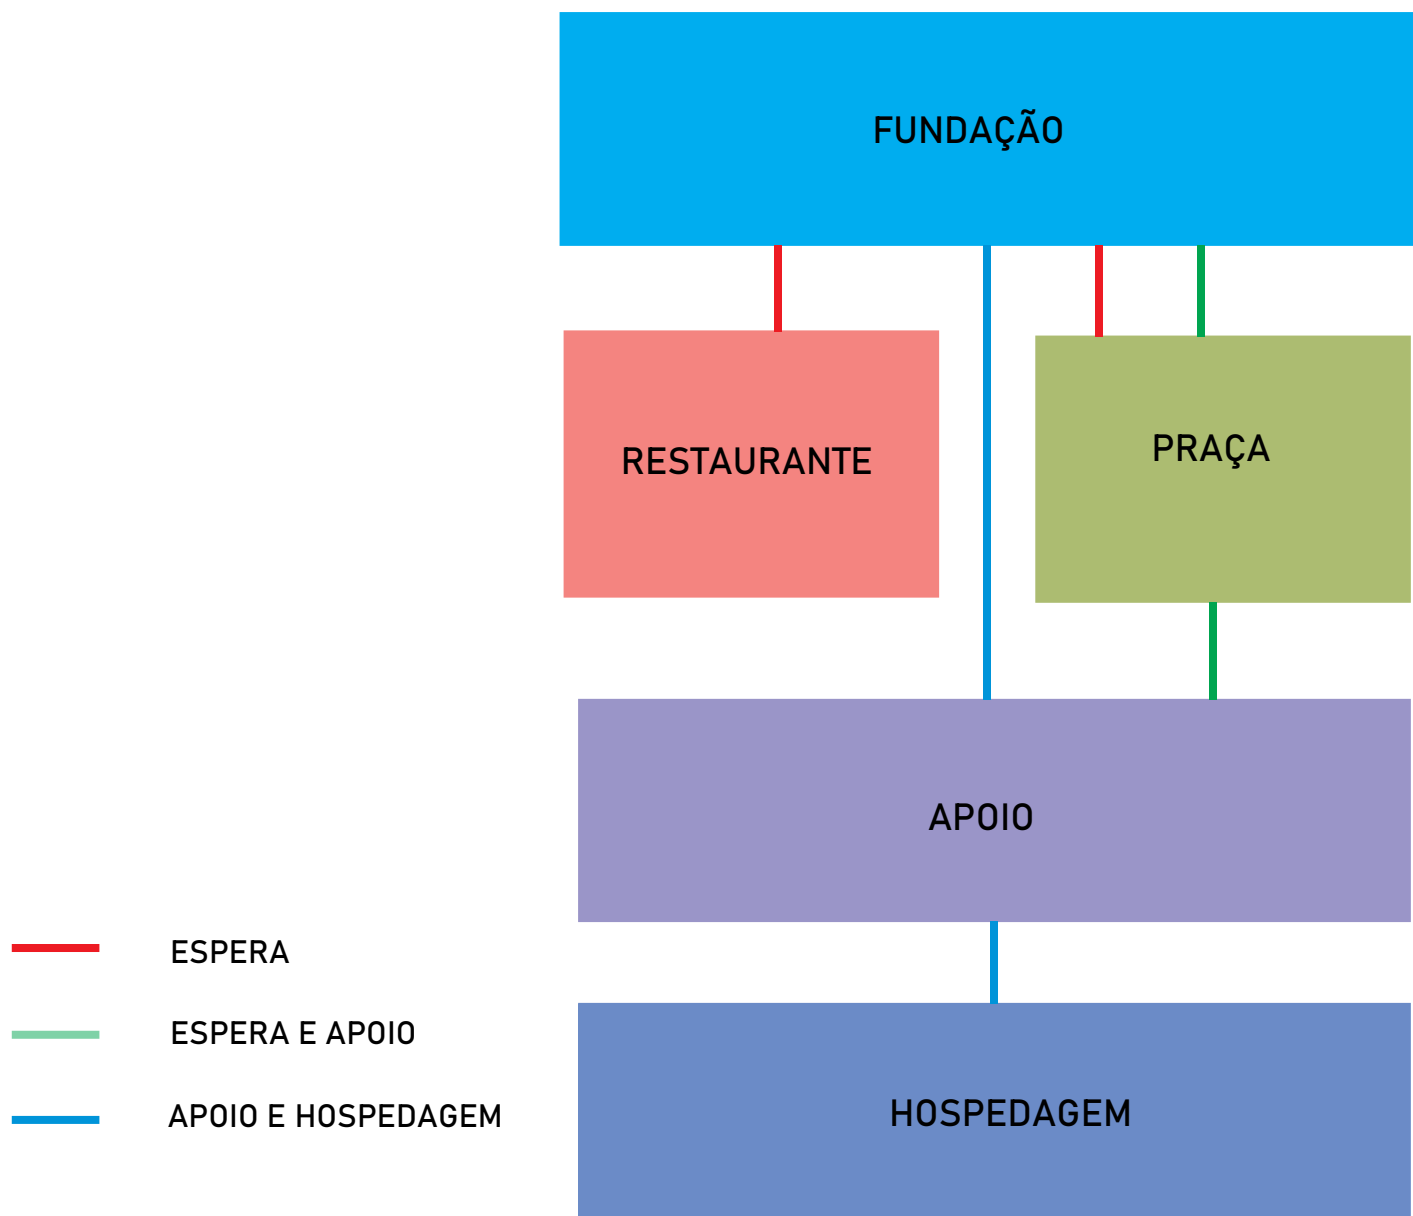 FUNDAÇÃO
RESTAURANTE
PRAÇA
APOIO
ESPERA
ESPERA E APOIO
APOIO E HOSPEDAGEM
HOSPEDAGEM